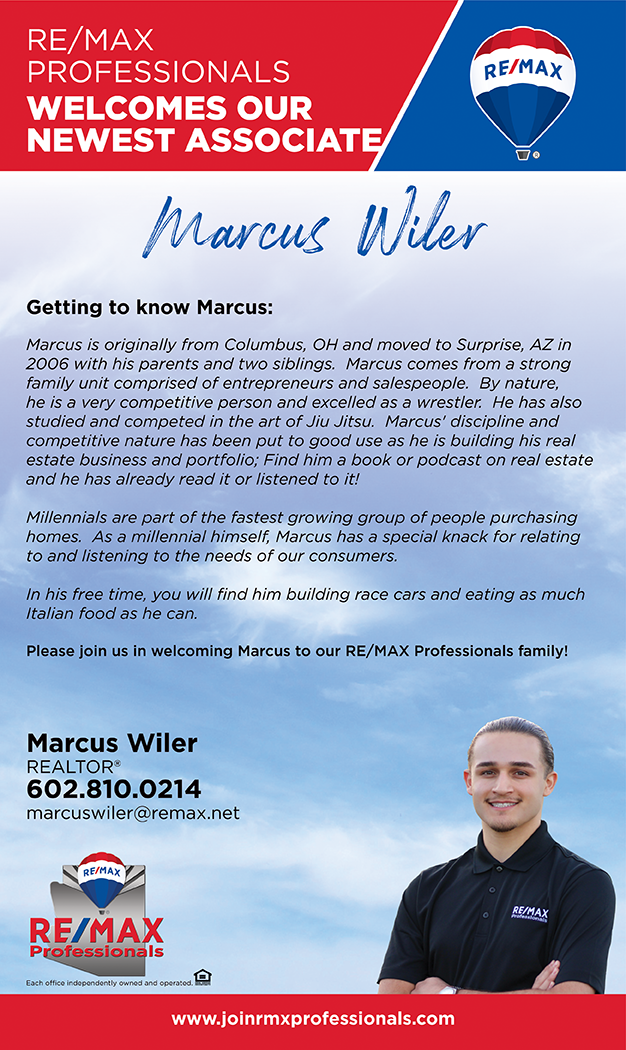 RE/MAX
PROFESSIONALS
WELCOMES OUR
NEWEST ASSOCIATE
RE/MAX
®
Marcus Wiler
Getting to know Marcus:
Marcus is originally from Columbus, OH and moved to Surprise, AZ in
2006 with his parents and two siblings.  Marcus comes from a strong
family unit comprised of entrepreneurs and salespeople.  By nature,
he is a very competitive person and excelled as a wrestler.  He has also
studied and competed in the art of Jiu Jitsu.  Marcus' discipline and
competitive nature has been put to good use as he is building his real
estate business and portfolio; Find him a book or podcast on real estate
and he has already read it or listened to it!
Millennials are part of the fastest growing group of people purchasing
homes.  As a millennial himself, Marcus has a special knack for relating
to and listening to the needs of our consumers.
In his free time, you will find him building race cars and eating as much
Italian food as he can.
Please join us in welcoming Marcus to our RE/MAX Professionals family!
Marcus Wiler
REALTOR®
602.810.0214
marcuswiler@remax.net
RE/MAX
RE/MAX
Professionals
RE/MAX
Professionals
Each office independently owned and operated.
www.joinrmxprofessionals.com